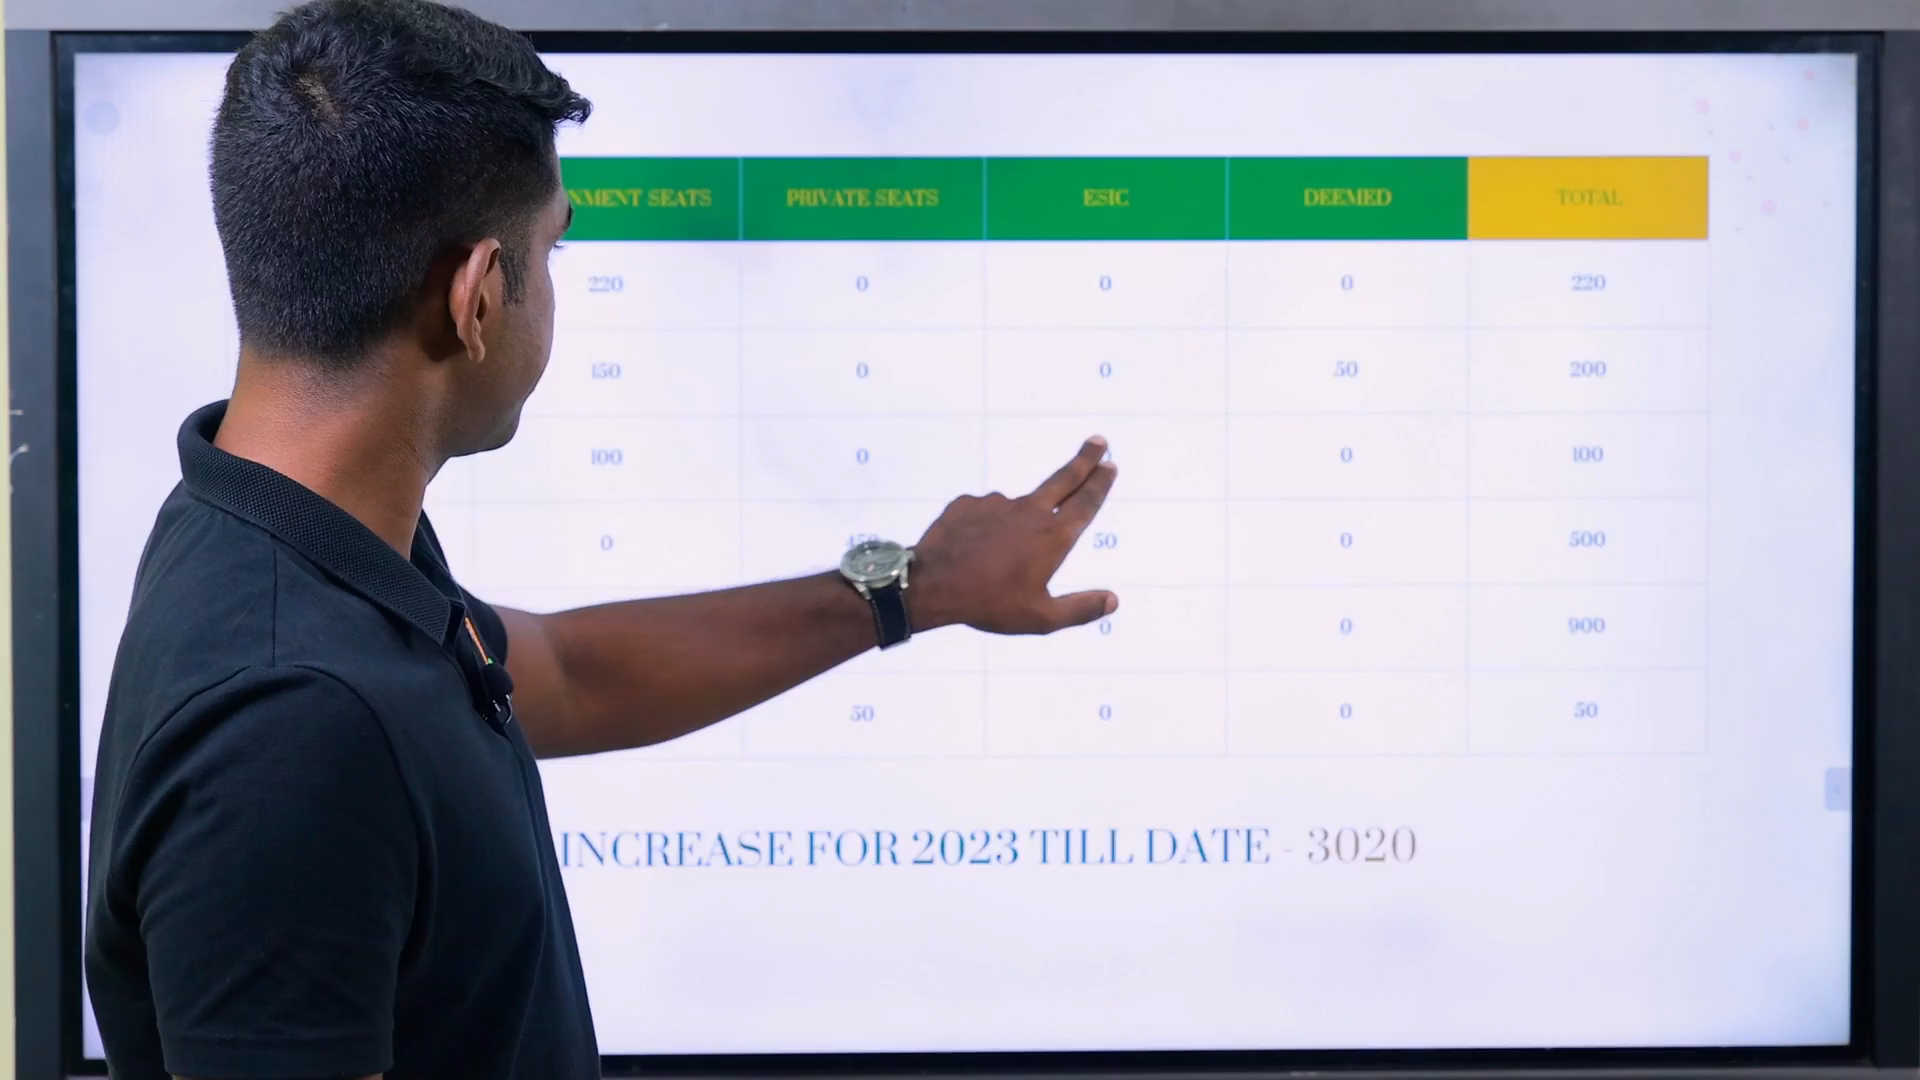 NMENT SEATS PRIVATE SEATS ESIC DEEMED TOTAL
220 0 0 0 220
150 0 0 50 200
100 0 0 100
0 50 0 500
0 0 900
50 0 0 50
INCREASE FOR 2023 TILL DATE - 3020